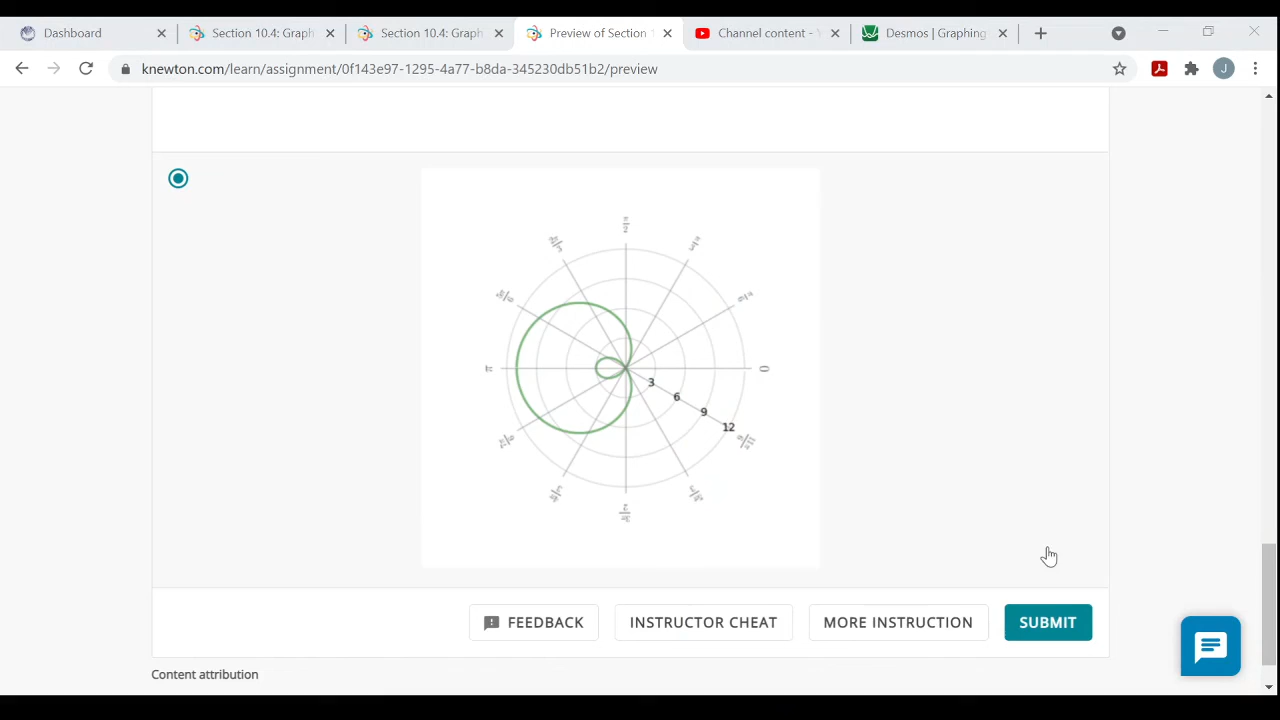 Dashboard
Section 10.4: Graph
Section 10.4: Graph
Preview of Section 1
Channel content - Y
Desmos | Graphing
knewton.com/learn/assignment/0f143e97-1295-4a77-b8da-345230db51b2/preview
J
π
0
3
6
9
12
FEEDBACK
INSTRUCTOR CHEAT
MORE INSTRUCTION
SUBMIT
Content attribution